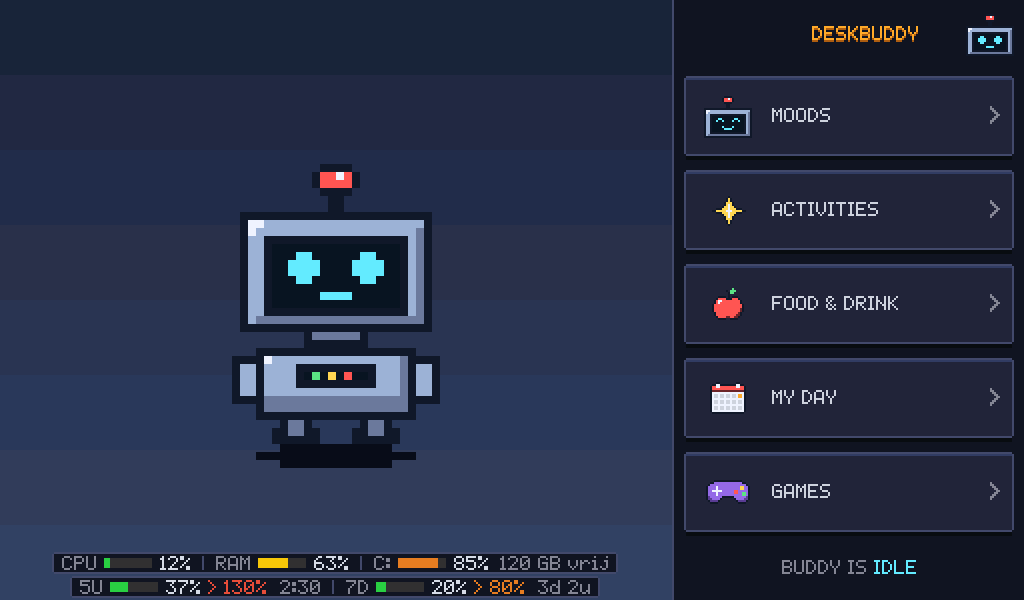 DESKBUDDY
MOODS
ACTIVITIES
FOOD & DRINK
MY DAY
GAMES
BUDDY IS IDLE
CPU 12% | RAM 63% | C: 85% 120 GB vrij
5U 37% > 130% 2:30 | 7D 20% > 80% 3d 2u